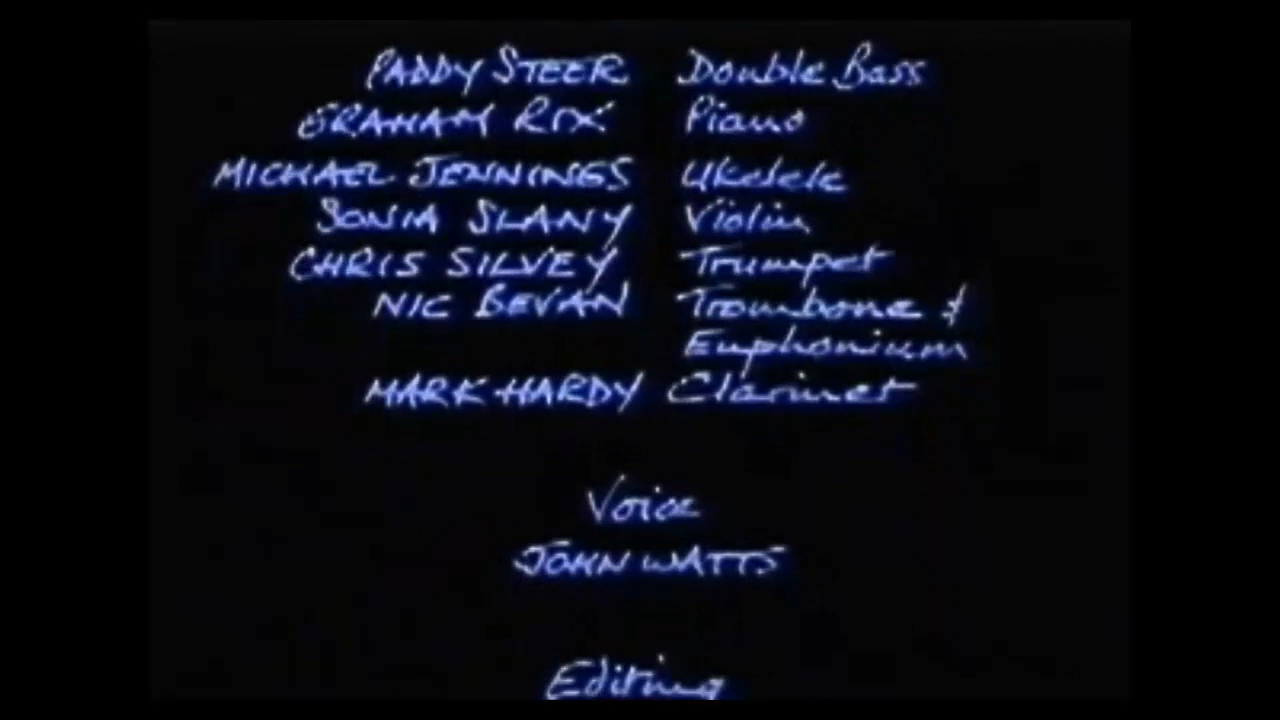 PADDY STEER Double Bass
GRAHAM RIX Piano
MICHAEL JENNINGS Ukelele
SONIA SLANY Violin
CHRIS SILVEY Trumpet
NIC BEVAN Trombone &
Euphonium
MARK HARDY Clarinet
Voice
JOHN WATTS
Editing